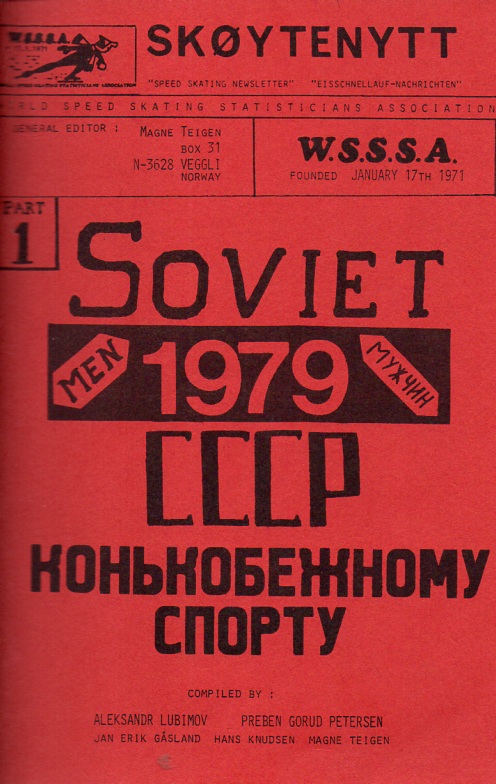 W.S.S.S.A.
SKØYTENYTT
"SPEED SKATING NEWSLETTER" "EISSCHNELLAUF-NACHRICHTEN"
WORLD SPEED SKATING STATISTICIANS ASSOCIATION
GENERAL EDITOR :
MAGNE TEIGEN
BOX 31
N-3628 VEGGLI
NORWAY
W.S.S.S.A.
FOUNDED JANUARY 17TH 1971
PART
1
SOVIET
MEN 1979 МУЖЧИН
СССР
КОНЬКОБЕЖНОМУ
СПОРТУ
COMPILED BY :
ALEKSANDR LUBIMOV PREBEN GORUD PETERSEN
JAN ERIK GÅSLAND HANS KNUDSEN MAGNE TEIGEN